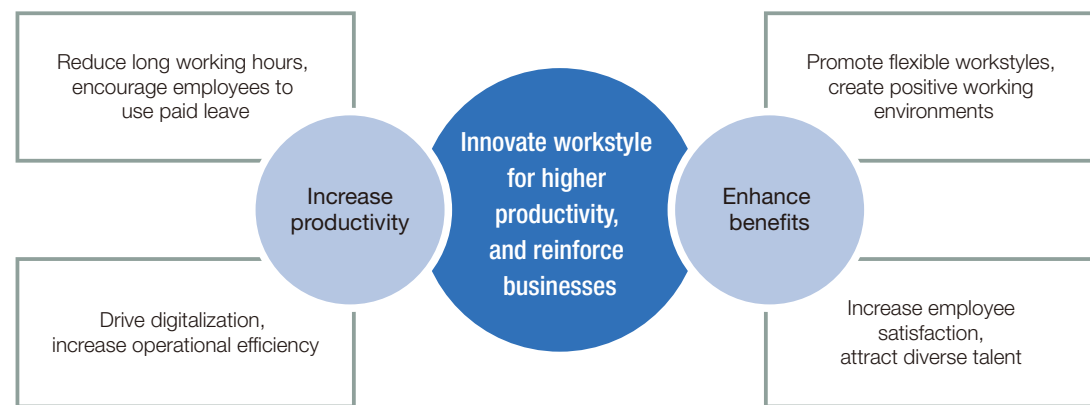 Reduce long working hours,
encourage employees to
use paid leave
Promote flexible workstyles,
create positive working
environments
Increase
productivity
Innovate workstyle
for higher
productivity,
and reinforce
businesses
Enhance
benefits
Drive digitalization,
increase operational efficiency
Increase employee
satisfaction,
attract diverse talent